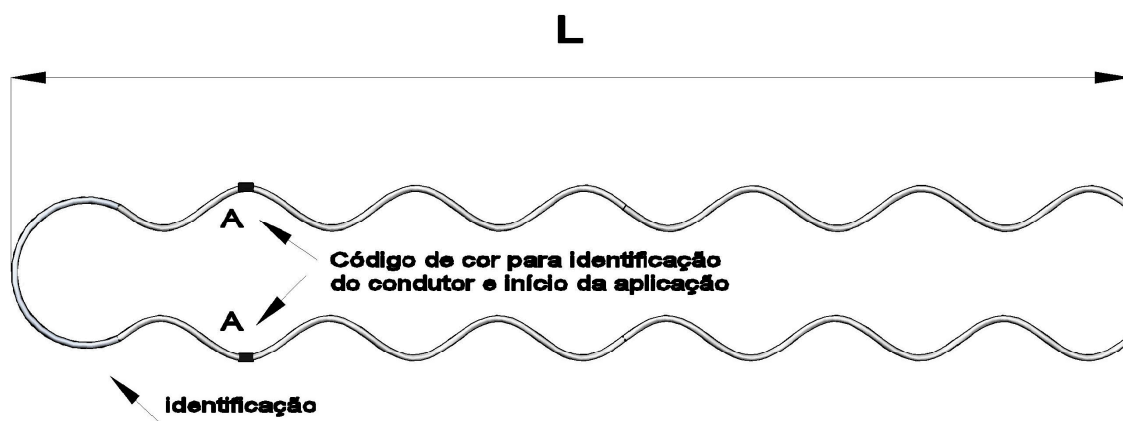 L
A
Código de cor para identificação
do condutor e início da aplicação
A
identificação